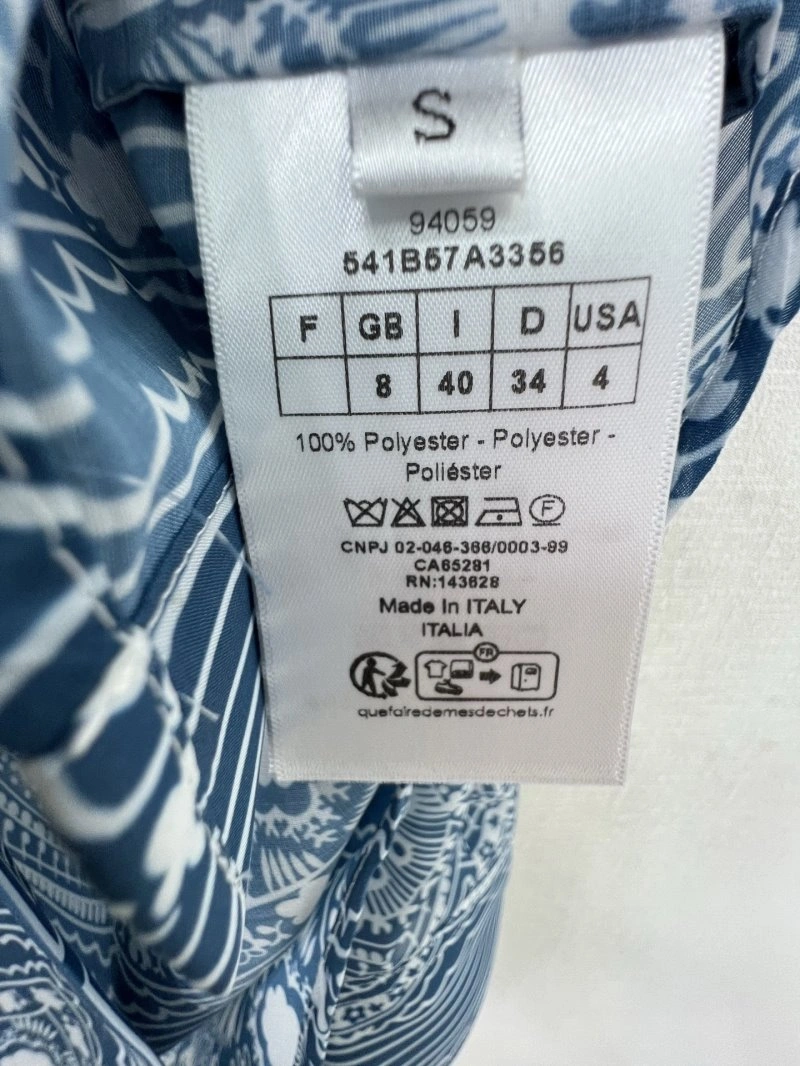 S
94059
541B57A3356
F GB I D USA
8 40 34 4
100% Polyester - Polyester -
Poliéster
F
CNPJ 02-046-366/0003-99
CA65281
RN:143628
Made In ITALY
ITALIA
FR
quefairedemesdechets.fr